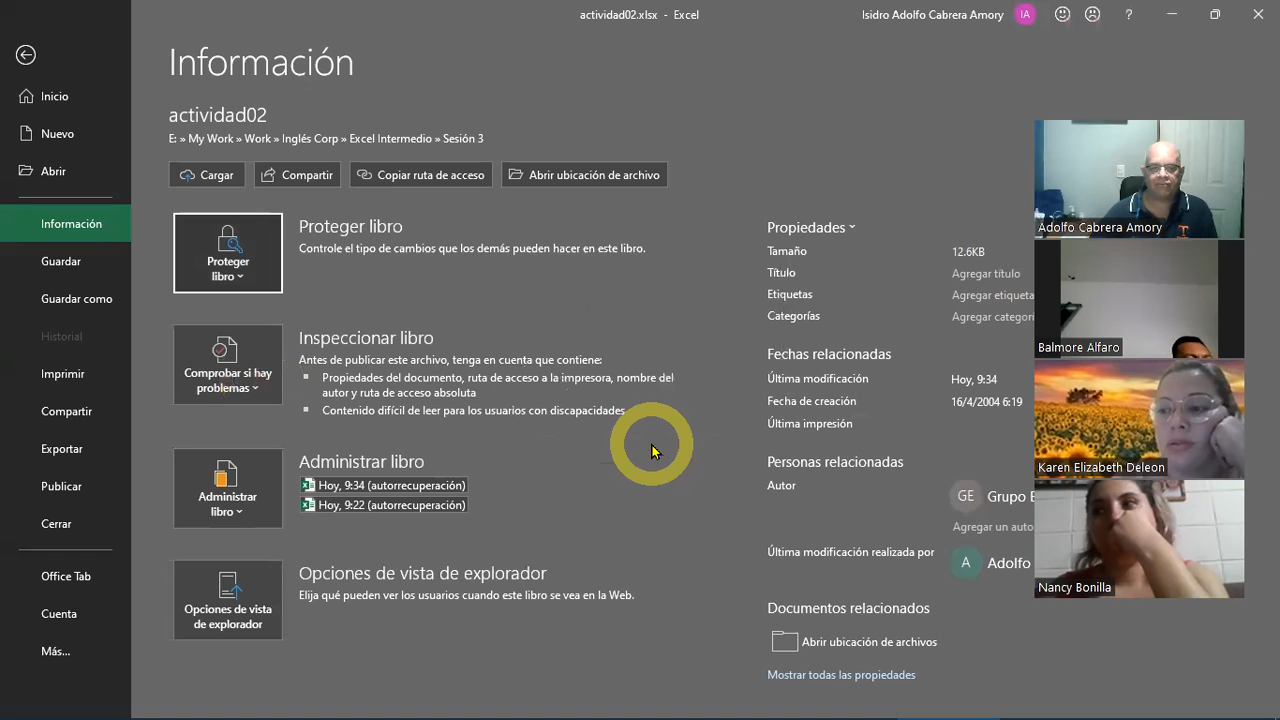 actividad02.xlsx - Excel
Isidro Adolfo Cabrera Amory
IA
?
Inicio
Nuevo
Abrir
Información
Guardar
Guardar como
Historial
Imprimir
Compartir
Exportar
Publicar
Cerrar
Office Tab
Cuenta
Más...
Información
actividad02
E: » My Work » Work » Inglés Corp » Excel Intermedio » Sesión 3
Cargar
Compartir
Copiar ruta de acceso
Abrir ubicación de archivo
Proteger
libro
Proteger libro
Controle el tipo de cambios que los demás pueden hacer en este libro.
Comprobar si hay
problemas
Inspeccionar libro
Antes de publicar este archivo, tenga en cuenta que contiene:
Propiedades del documento, ruta de acceso a la impresora, nombre del
autor y ruta de acceso absoluta
Contenido difícil de leer para los usuarios con discapacidades
Administrar
libro
Administrar libro
Hoy, 9:34 (autorrecuperación)
Hoy, 9:22 (autorrecuperación)
Opciones de vista
de explorador
Opciones de vista de explorador
Elija qué pueden ver los usuarios cuando este libro se vea en la Web.
Propiedades
Tamaño 12.6KB
Título Agregar título
Etiquetas Agregar etiqueta
Categorías Agregar categorí
Fechas relacionadas
Última modificación Hoy, 9:34
Fecha de creación 16/4/2004 6:19
Última impresión
Personas relacionadas
Autor
GE Grupo E
Agregar un auto
Última modificación realizada por
A Adolfo
Documentos relacionados
Abrir ubicación de archivos
Mostrar todas las propiedades
Adolfo Cabrera Amory
Balmore Alfaro
Karen Elizabeth Deleon
Nancy Bonilla